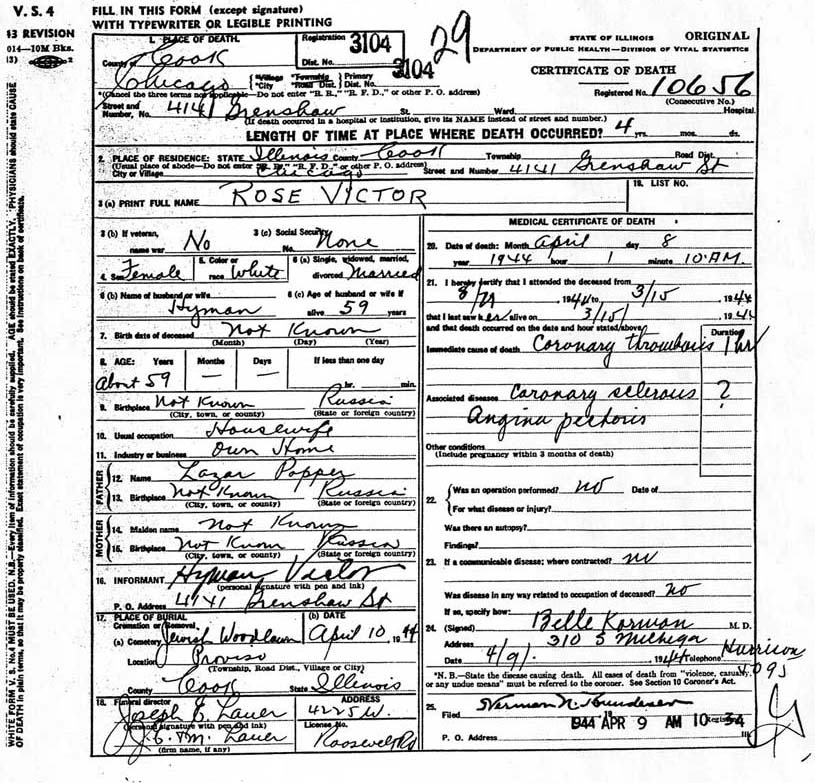 V. S. 4
FILL IN THIS FORM (except signature)
WITH TYPEWRITER OR LEGIBLE PRINTING
REVISION
014—10M Bks.
29
1. PLACE OF DEATH.
Registration
Dist. No. 3104
STATE OF ILLINOIS ORIGINAL
DEPARTMENT OF PUBLIC HEALTH—DIVISION OF VITAL STATISTICS
County of Cook
CERTIFICATE OF DEATH
Chicago {*Village *Township} Primary 3104
{*City *Road Dist.} Dist. No.
Registered No. 10656
(Consecutive No.)
*(Cancel the three terms not applicable—Do not enter "R. R.," "R. F. D.," or other P. O. address)
Street and
Number, No. 4141 Grenshaw St. Ward Hospital
(If death occurred in a hospital or institution, give its NAME instead of street and number.)
LENGTH OF TIME AT PLACE WHERE DEATH OCCURRED? 4 yrs. mos. ds.
2. PLACE OF RESIDENCE: STATE Illinois County Cook Township Road Dist.
(Usual place of abode—Do not enter "R. R.," "R. F. D.," or other P. O. address)
City or Village Chicago Street and Number 4141 Grenshaw St
3 (a) PRINT FULL NAME ROSE VICTOR
19. LIST NO.
3 (b) If veteran,
name war No
3 (c) Social Security
No. None
4. Sex Female
5. Color or
race White
6 (a) Single, widowed, married,
divorced Married
6 (b) Name of husband or wife
Hyman
6 (c) Age of husband or wife if
alive 59 years
7. Birth date of deceased Not Known
(Month) (Day) (Year)
8. AGE: Years Months Days If less than one day
About 59 — — hr. min.
9. Birthplace Not Known Russia
(City, town, or county) (State or foreign country)
10. Usual occupation Housewife
11. Industry or business Own Home
FATHER
12. Name Lazar Popper
13. Birthplace Not Known Russia
(City, town, or county) (State or foreign country)
MOTHER
14. Maiden name Not Known
15. Birthplace Not Known Russia
(City, town, or county) (State or foreign country)
16. INFORMANT Hyman Victor
(personal signature with pen and ink)
P. O. Address 4141 Grenshaw St
17. PLACE OF BURIAL
Cremation or Removal
(b) DATE
(a) Cemetery Jewish Woodlawn April 10, 1944
Location Proviso
(Township, Road Dist., Village or City)
County Cook State Illinois
18. Funeral director
Joseph E. Lauer
(personal signature with pen and ink)
J. E. M. Lauer
(firm name, if any)
ADDRESS
4225 W.
License No.
Roosevelt Rd
MEDICAL CERTIFICATE OF DEATH
20. Date of death: Month April day 8
year 1944 hour 1 minute 10 AM.
21. I hereby certify that I attended the deceased from
, 1944 to 3/15, 1944
that I last saw her alive on 3/15/, 1944
and that death occurred on the date and hour stated above.
Duration
Immediate cause of death Coronary thrombosis 1 hr
Associated diseases Coronary sclerosis ?
Angina pectoris
Other conditions
(Include pregnancy within 3 months of death)
22. {Was an operation performed? No Date of
For what disease or injury?
Was there an autopsy?
Findings?
23. If a communicable disease; where contracted? no
Was disease in any way related to occupation of deceased? No
If so, specify how:
24. (Signed) Belle Korman M. D.
Address 310 S Michigan
Date 4/9/, 1944 Telephone Harrison 4095
*N. B.—State the disease causing death. All cases of death from "violence, casualty,
or any undue means" must be referred to the coroner. See Section 10 Coroner's Act.
25. Herman N. Bundesen
Filed 1944 APR 9 AM 10 34 Registrar
P. O. Address Ill.
WHITE FORM V. S. No. 4 MUST BE USED. N.B.—Every item of information should be carefully supplied. AGE should be stated EXACTLY. PHYSICIANS should state CAUSE
OF DEATH in plain terms, so that it may be properly classified. Exact statement of occupation is very important. See instructions on back of certificate.